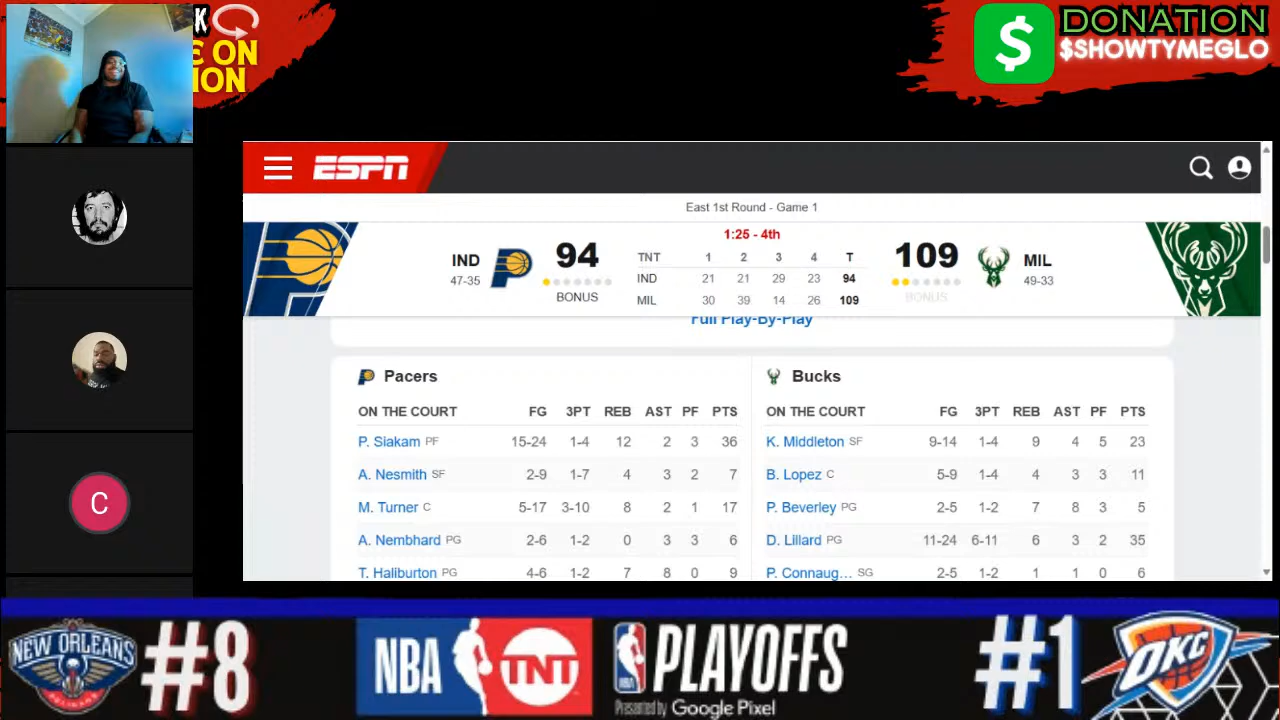 K
E ON
ION
DONATION
$SHOWTYMEGLO
ESPN
East 1st Round - Game 1
1:25 - 4th
IND
47-35
94
BONUS
TNT 1 2 3 4 T
IND 21 21 29 23 94
MIL 30 39 14 26 109
109
BONUS
MIL
49-33
Full Play-By-Play
Pacers
ON THE COURT FG 3PT REB AST PF PTS
P. Siakam PF 15-24 1-4 12 2 3 36
A. Nesmith SF 2-9 1-7 4 3 2 7
M. Turner C 5-17 3-10 8 2 1 17
A. Nembhard PG 2-6 1-2 0 3 3 6
T. Haliburton PG 4-6 1-2 7 8 0 9
Bucks
ON THE COURT FG 3PT REB AST PF PTS
K. Middleton SF 9-14 1-4 9 4 5 23
B. Lopez C 5-9 1-4 4 3 3 11
P. Beverley PG 2-5 1-2 7 8 3 5
D. Lillard PG 11-24 6-11 6 3 2 35
P. Connaug... SG 2-5 1-2 1 1 0 6
C
NEW ORLEANS
PELICANS
#8
NBA
TNT
NBA
PLAYOFFS
Presented by Google Pixel
#1
OKC